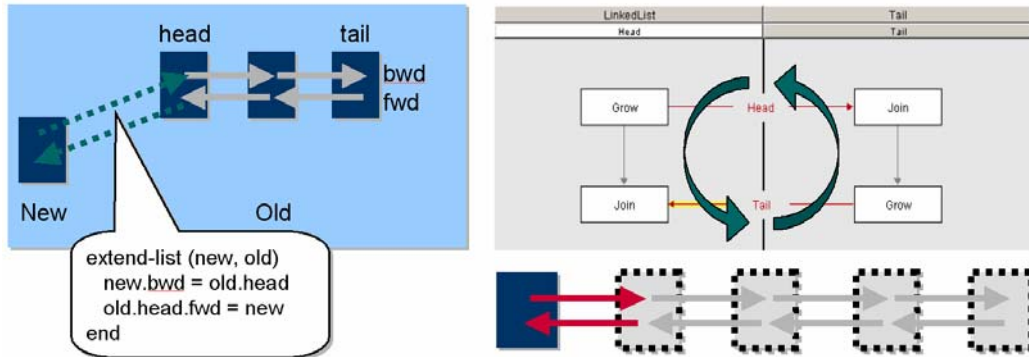 head
tail
bwd
fwd
New
Old
extend-list (new, old)
new.bwd = old.head
old.head.fwd = new
end
LinkedList
Tail
Head
Tail
Grow
Head
Join
Join
Tail
Grow